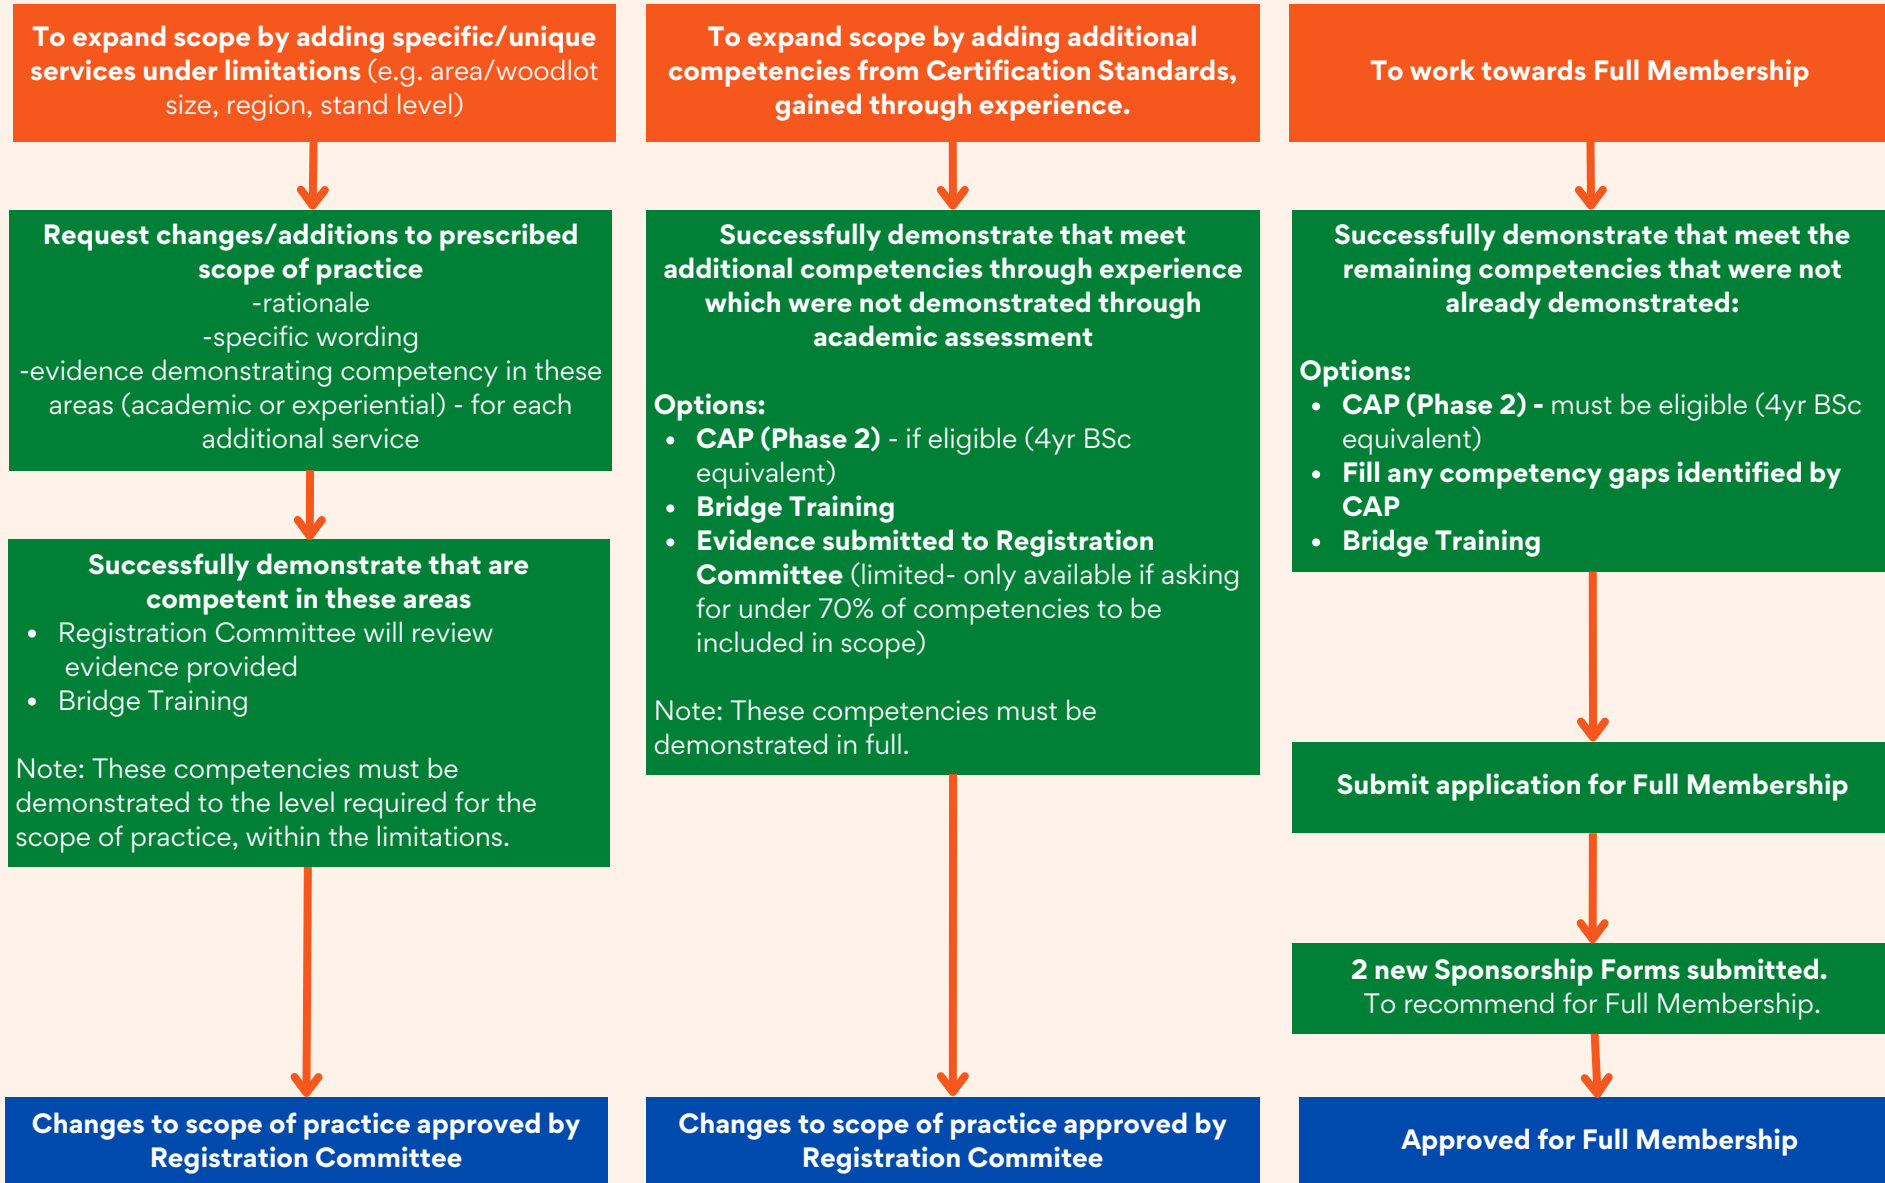 To expand scope by adding specific/unique
services under limitations (e.g. area/woodlot
size, region, stand level)
Request changes/additions to prescribed
scope of practice
-rationale
-specific wording
-evidence demonstrating competency in these
areas (academic or experiential) - for each
additional service
Successfully demonstrate that are
competent in these areas
• Registration Committee will review
evidence provided
• Bridge Training
Note: These competencies must be
demonstrated to the level required for the
scope of practice, within the limitations.
Changes to scope of practice approved by
Registration Committee
To expand scope by adding additional
competencies from Certification Standards,
gained through experience.
Successfully demonstrate that meet
additional competencies through experience
which were not demonstrated through
academic assessment
Options:
• CAP (Phase 2) - if eligible (4yr BSc
equivalent)
• Bridge Training
• Evidence submitted to Registration
Committee (limited- only available if asking
for under 70% of competencies to be
included in scope)
Note: These competencies must be
demonstrated in full.
Changes to scope of practice approved by
Registration Commitee
To work towards Full Membership
Successfully demonstrate that meet the
remaining competencies that were not
already demonstrated:
Options:
• CAP (Phase 2) - must be eligible (4yr BSc
equivalent)
• Fill any competency gaps identified by
CAP
• Bridge Training
Submit application for Full Membership
2 new Sponsorship Forms submitted.
To recommend for Full Membership.
Approved for Full Membership